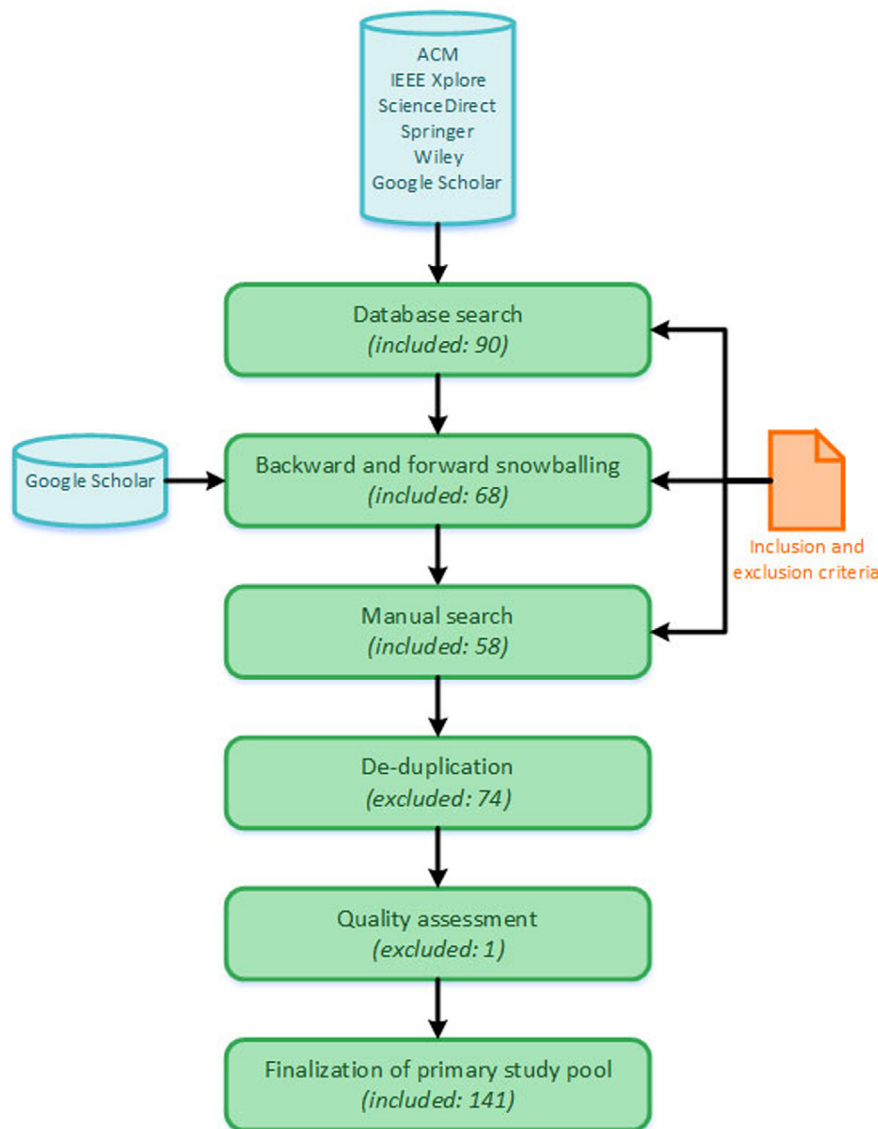 ACM
IEEE Xplore
ScienceDirect
Springer
Wiley
Google Scholar
Database search
(included: 90)
Google Scholar
Backward and forward snowballing
(included: 68)
Inclusion and
exclusion criteria
Manual search
(included: 58)
De-duplication
(excluded: 74)
Quality assessment
(excluded: 1)
Finalization of primary study pool
(included: 141)